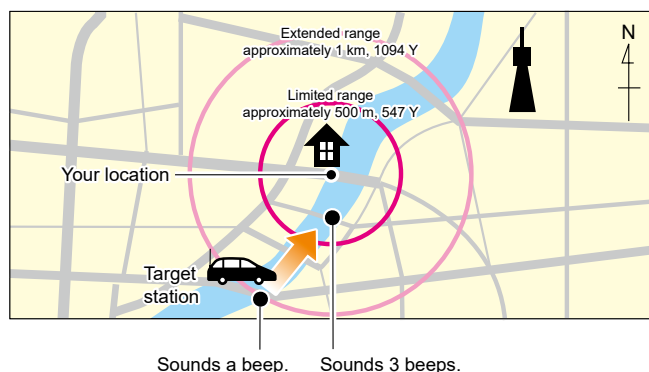 Extended range
approximately 1 km, 1094 Y
N
Limited range
approximately 500 m, 547 Y
Your location
Target
station
Sounds a beep.
Sounds 3 beeps.